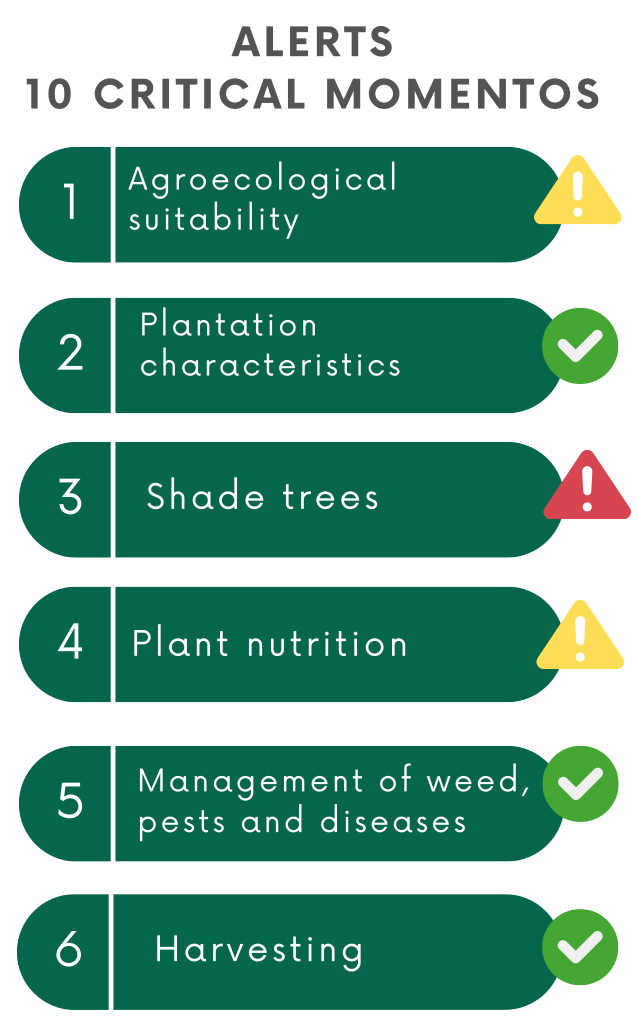 ALERTS
10 CRITICAL MOMENTOS
1
Agroecological
suitability
2
Plantation
characteristics
3
Shade trees
4
Plant nutrition
5
Management of weed,
pests and diseases
6
Harvesting